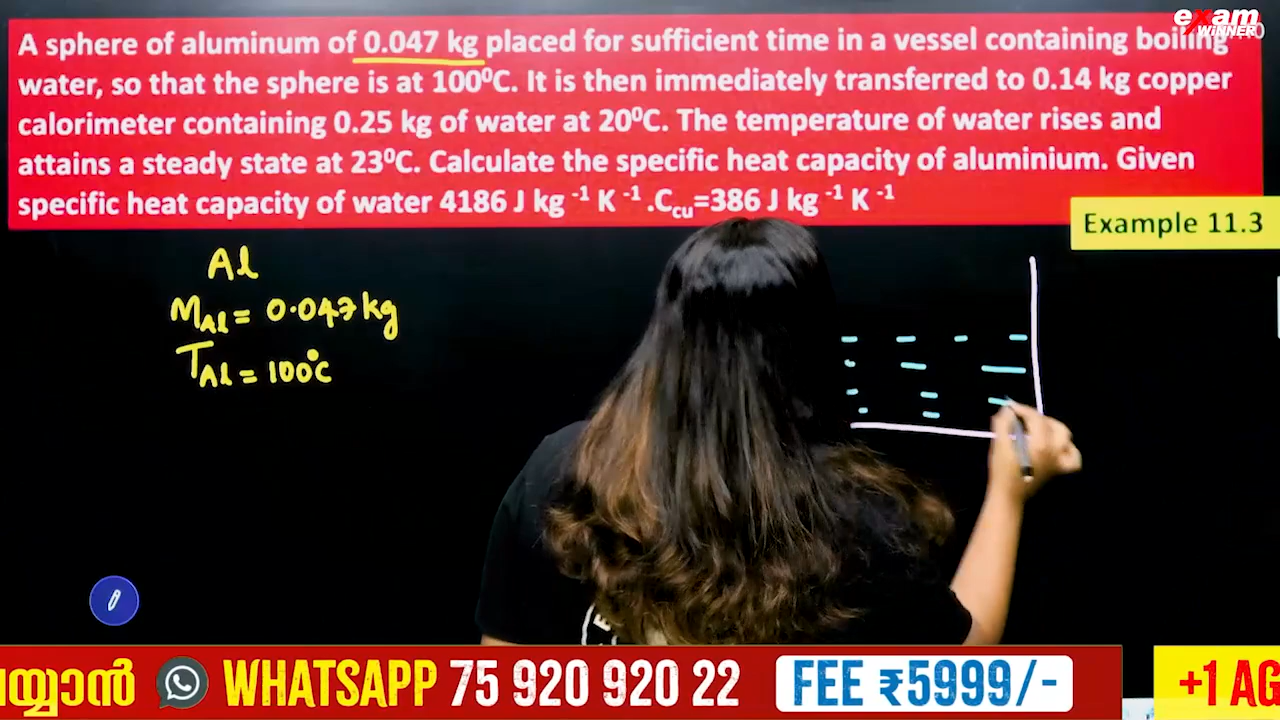 exam
WiNNER
A sphere of aluminum of 0.047 kg placed for sufficient time in a vessel containing boiling
water, so that the sphere is at 100⁰C. It is then immediately transferred to 0.14 kg copper
calorimeter containing 0.25 kg of water at 20⁰C. The temperature of water rises and
attains a steady state at 23⁰C. Calculate the specific heat capacity of aluminium. Given
specific heat capacity of water 4186 J kg ⁻¹ K ⁻¹ .Ccu=386 J kg ⁻¹ K ⁻¹
Example 11.3
Al
MAl = 0.047 kg
TAl = 100°C
WHATSAPP 75 920 920 22 FEE ₹5999/- +1 AG